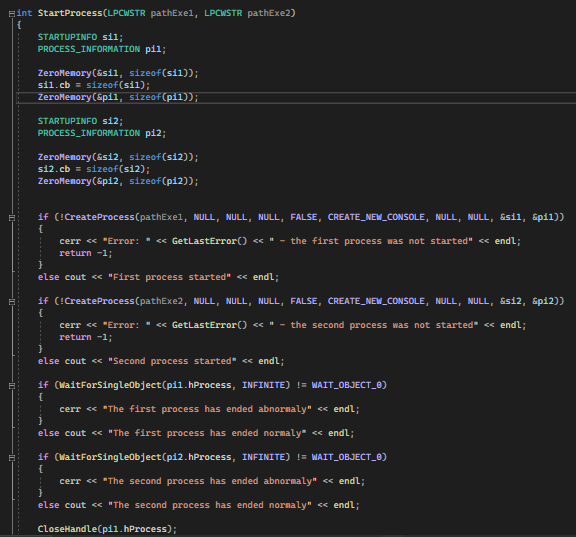 int StartProcess(LPCWSTR pathExe1, LPCWSTR pathExe2)
{
STARTUPINFO si1;
PROCESS_INFORMATION pi1;
ZeroMemory(&si1, sizeof(si1));
si1.cb = sizeof(si1);
ZeroMemory(&pi1, sizeof(pi1));
STARTUPINFO si2;
PROCESS_INFORMATION pi2;
ZeroMemory(&si2, sizeof(si2));
si2.cb = sizeof(si2);
ZeroMemory(&pi2, sizeof(pi2));
if (!CreateProcess(pathExe1, NULL, NULL, NULL, FALSE, CREATE_NEW_CONSOLE, NULL, NULL, &si1, &pi1))
{
cerr << "Error: " << GetLastError() << " - the first process was not started" << endl;
return -1;
}
else cout << "First process started" << endl;
if (!CreateProcess(pathExe2, NULL, NULL, NULL, FALSE, CREATE_NEW_CONSOLE, NULL, NULL, &si2, &pi2))
{
cerr << "Error: " << GetLastError() << " - the second process was not started" << endl;
return -1;
}
else cout << "Second process started" << endl;
if (WaitForSingleObject(pi1.hProcess, INFINITE) != WAIT_OBJECT_0)
{
cerr << "The first process has ended abnormaly" << endl;
}
else cout << "The first process has ended normaly" << endl;
if (WaitForSingleObject(pi2.hProcess, INFINITE) != WAIT_OBJECT_0)
{
cerr << "The second process has ended abnormaly" << endl;
}
else cout << "The second process has ended normaly" << endl;
CloseHandle(pi1.hProcess);